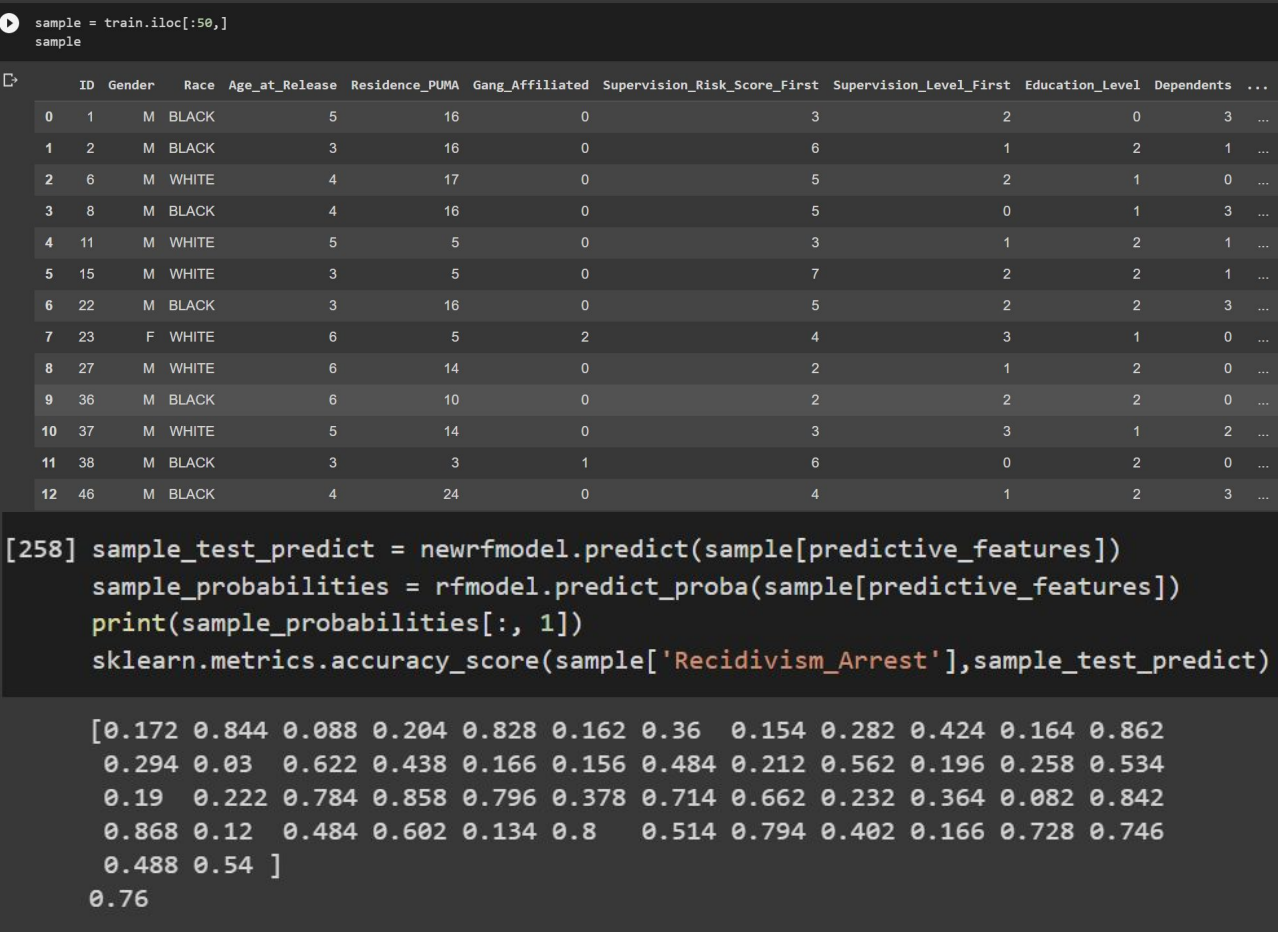 sample = train.iloc[:50,]
sample
ID Gender Race Age_at_Release Residence_PUMA Gang_Affiliated Supervision_Risk_Score_First Supervision_Level_First Education_Level Dependents ...
0 1 M BLACK 5 16 0 3 2 0 3 ...
1 2 M BLACK 3 16 0 6 1 2 1 ...
2 6 M WHITE 4 17 0 5 2 1 0 ...
3 8 M BLACK 4 16 0 5 0 1 3 ...
4 11 M WHITE 5 5 0 3 1 2 1 ...
5 15 M WHITE 3 5 0 7 2 2 1 ...
6 22 M BLACK 3 16 0 5 2 2 3 ...
7 23 F WHITE 6 5 2 4 3 1 0 ...
8 27 M WHITE 6 14 0 2 1 2 0 ...
9 36 M BLACK 6 10 0 2 2 2 0 ...
10 37 M WHITE 5 14 0 3 3 1 2 ...
11 38 M BLACK 3 3 1 6 0 2 0 ...
12 46 M BLACK 4 24 0 4 1 2 3 ...
[258] sample_test_predict = newrfmodel.predict(sample[predictive_features])
sample_probabilities = rfmodel.predict_proba(sample[predictive_features])
print(sample_probabilities[:, 1])
sklearn.metrics.accuracy_score(sample['Recidivism_Arrest'],sample_test_predict)
[0.172 0.844 0.088 0.204 0.828 0.162 0.36 0.154 0.282 0.424 0.164 0.862
0.294 0.03 0.622 0.438 0.166 0.156 0.484 0.212 0.562 0.196 0.258 0.534
0.19 0.222 0.784 0.858 0.796 0.378 0.714 0.662 0.232 0.364 0.082 0.842
0.868 0.12 0.484 0.602 0.134 0.8 0.514 0.794 0.402 0.166 0.728 0.746
0.488 0.54 ]
0.76